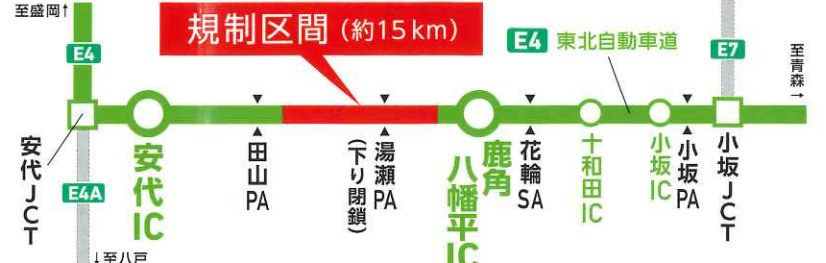 至盛岡↑
規制区間（約15km）
E4
E4 東北自動車道
E7
至青森→
安代JCT
安代IC
田山PA
湯瀬PA
（下り閉鎖）
鹿角
八幡平IC
花輪SA
十和田IC
小坂IC
小坂PA
小坂JCT
E4A
↓至八戸